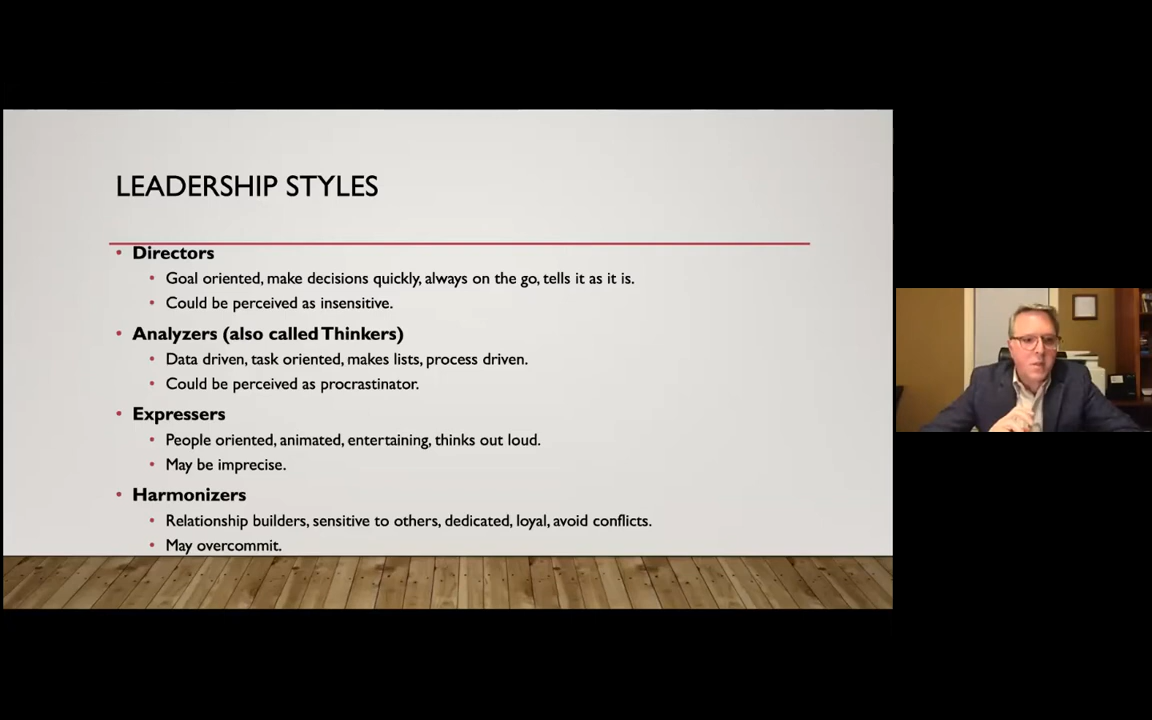 LEADERSHIP STYLES
• Directors
• Goal oriented, make decisions quickly, always on the go, tells it as it is.
• Could be perceived as insensitive.
• Analyzers (also called Thinkers)
• Data driven, task oriented, makes lists, process driven.
• Could be perceived as procrastinator.
• Expressers
• People oriented, animated, entertaining, thinks out loud.
• May be imprecise.
• Harmonizers
• Relationship builders, sensitive to others, dedicated, loyal, avoid conflicts.
• May overcommit.